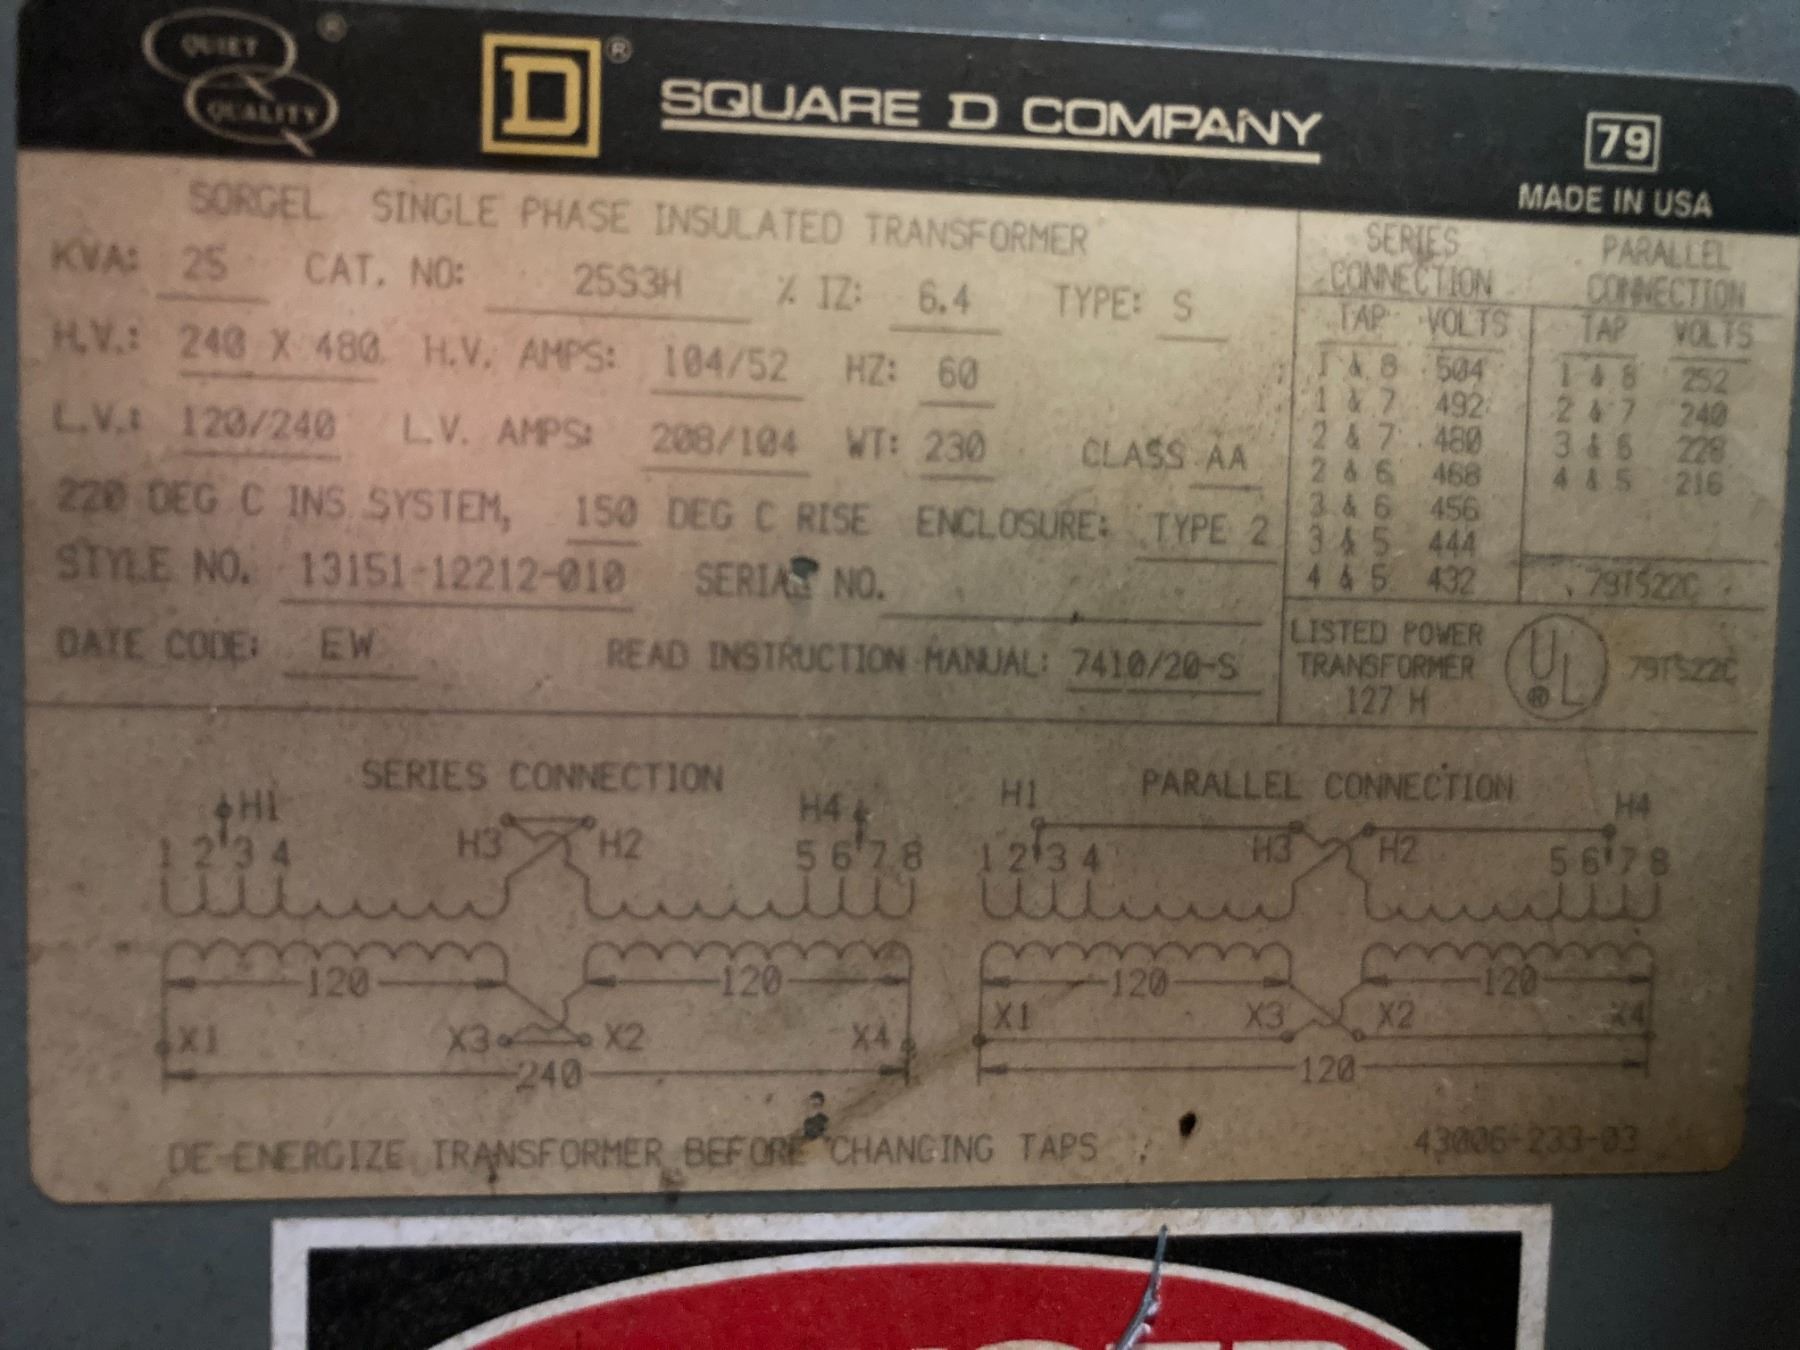 QUIET ®
QUALITY
D ®
SQUARE D COMPANY
79
MADE IN USA
SORGEL SINGLE PHASE INSULATED TRANSFORMER
KVA: 25 CAT. NO: 25S3H % IZ: 6.4 TYPE: S
H.V.: 240 X 480 H.V. AMPS: 104/52 HZ: 60
L.V.: 120/240 L.V. AMPS: 208/104 WT: 230 CLASS AA
220 DEG C INS SYSTEM, 150 DEG C RISE ENCLOSURE: TYPE 2
STYLE NO. 13151-12212-010 SERIAL NO.
DATE CODE: EW READ INSTRUCTION MANUAL: 7410/20-S
SERIES CONNECTION
TAP VOLTS
1 & 8 504
1 & 7 492
2 & 7 480
2 & 6 468
3 & 6 456
3 & 5 444
4 & 5 432
PARALLEL CONNECTION
TAP VOLTS
1 & 8 252
2 & 7 240
3 & 6 228
4 & 5 216
79TS22C
LISTED POWER
TRANSFORMER
127 H
UL ®
79TS22C
SERIES CONNECTION
H1 H4
H3 H2
1 2 3 4 5 6 7 8
120 120
X1 X3 X2 X4
240
PARALLEL CONNECTION
H1 H4
1 2 3 4 H3 H2 5 6 7 8
120 120
X1 X3 X2 X4
120
DE-ENERGIZE TRANSFORMER BEFORE CHANGING TAPS
43006-233-03